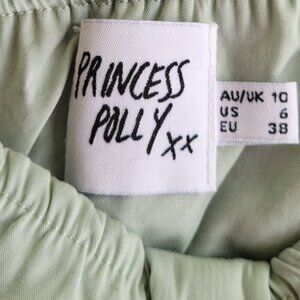 PRINCESS
POLLY
xx
AU/UK 10
US 6
EU 38